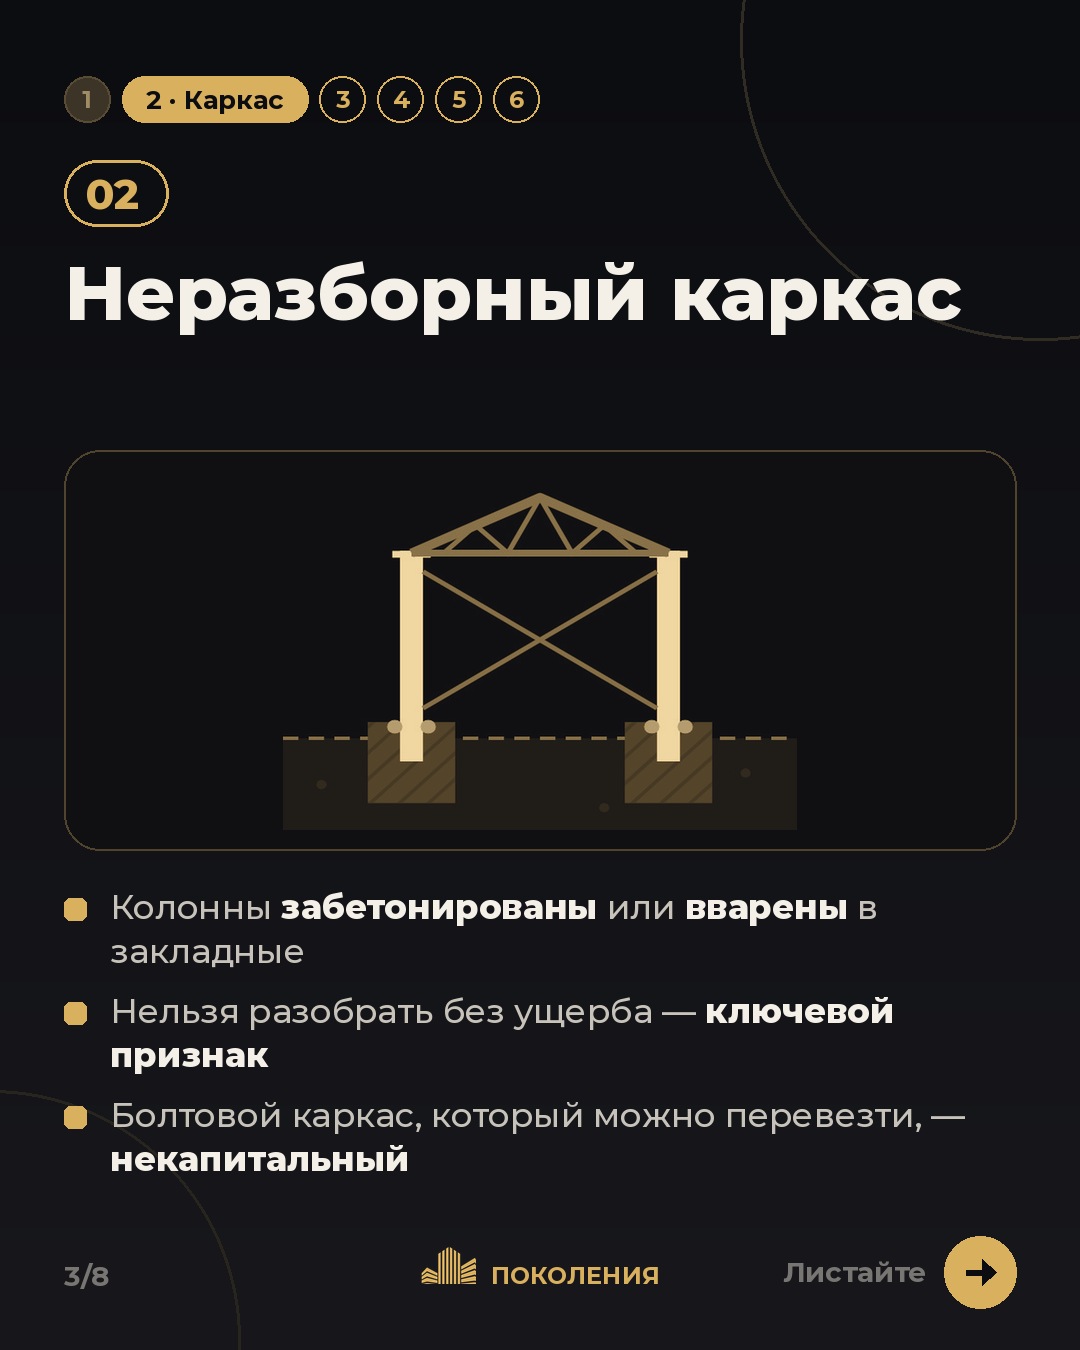 1 2 · Каркас 3 4 5 6
02
Неразборный каркас
Колонны забетонированы или вварены в
закладные
Нельзя разобрать без ущерба — ключевой
признак
Болтовой каркас, который можно перевезти, —
некапитальный
3/8 ПОКОЛЕНИЯ Листайте